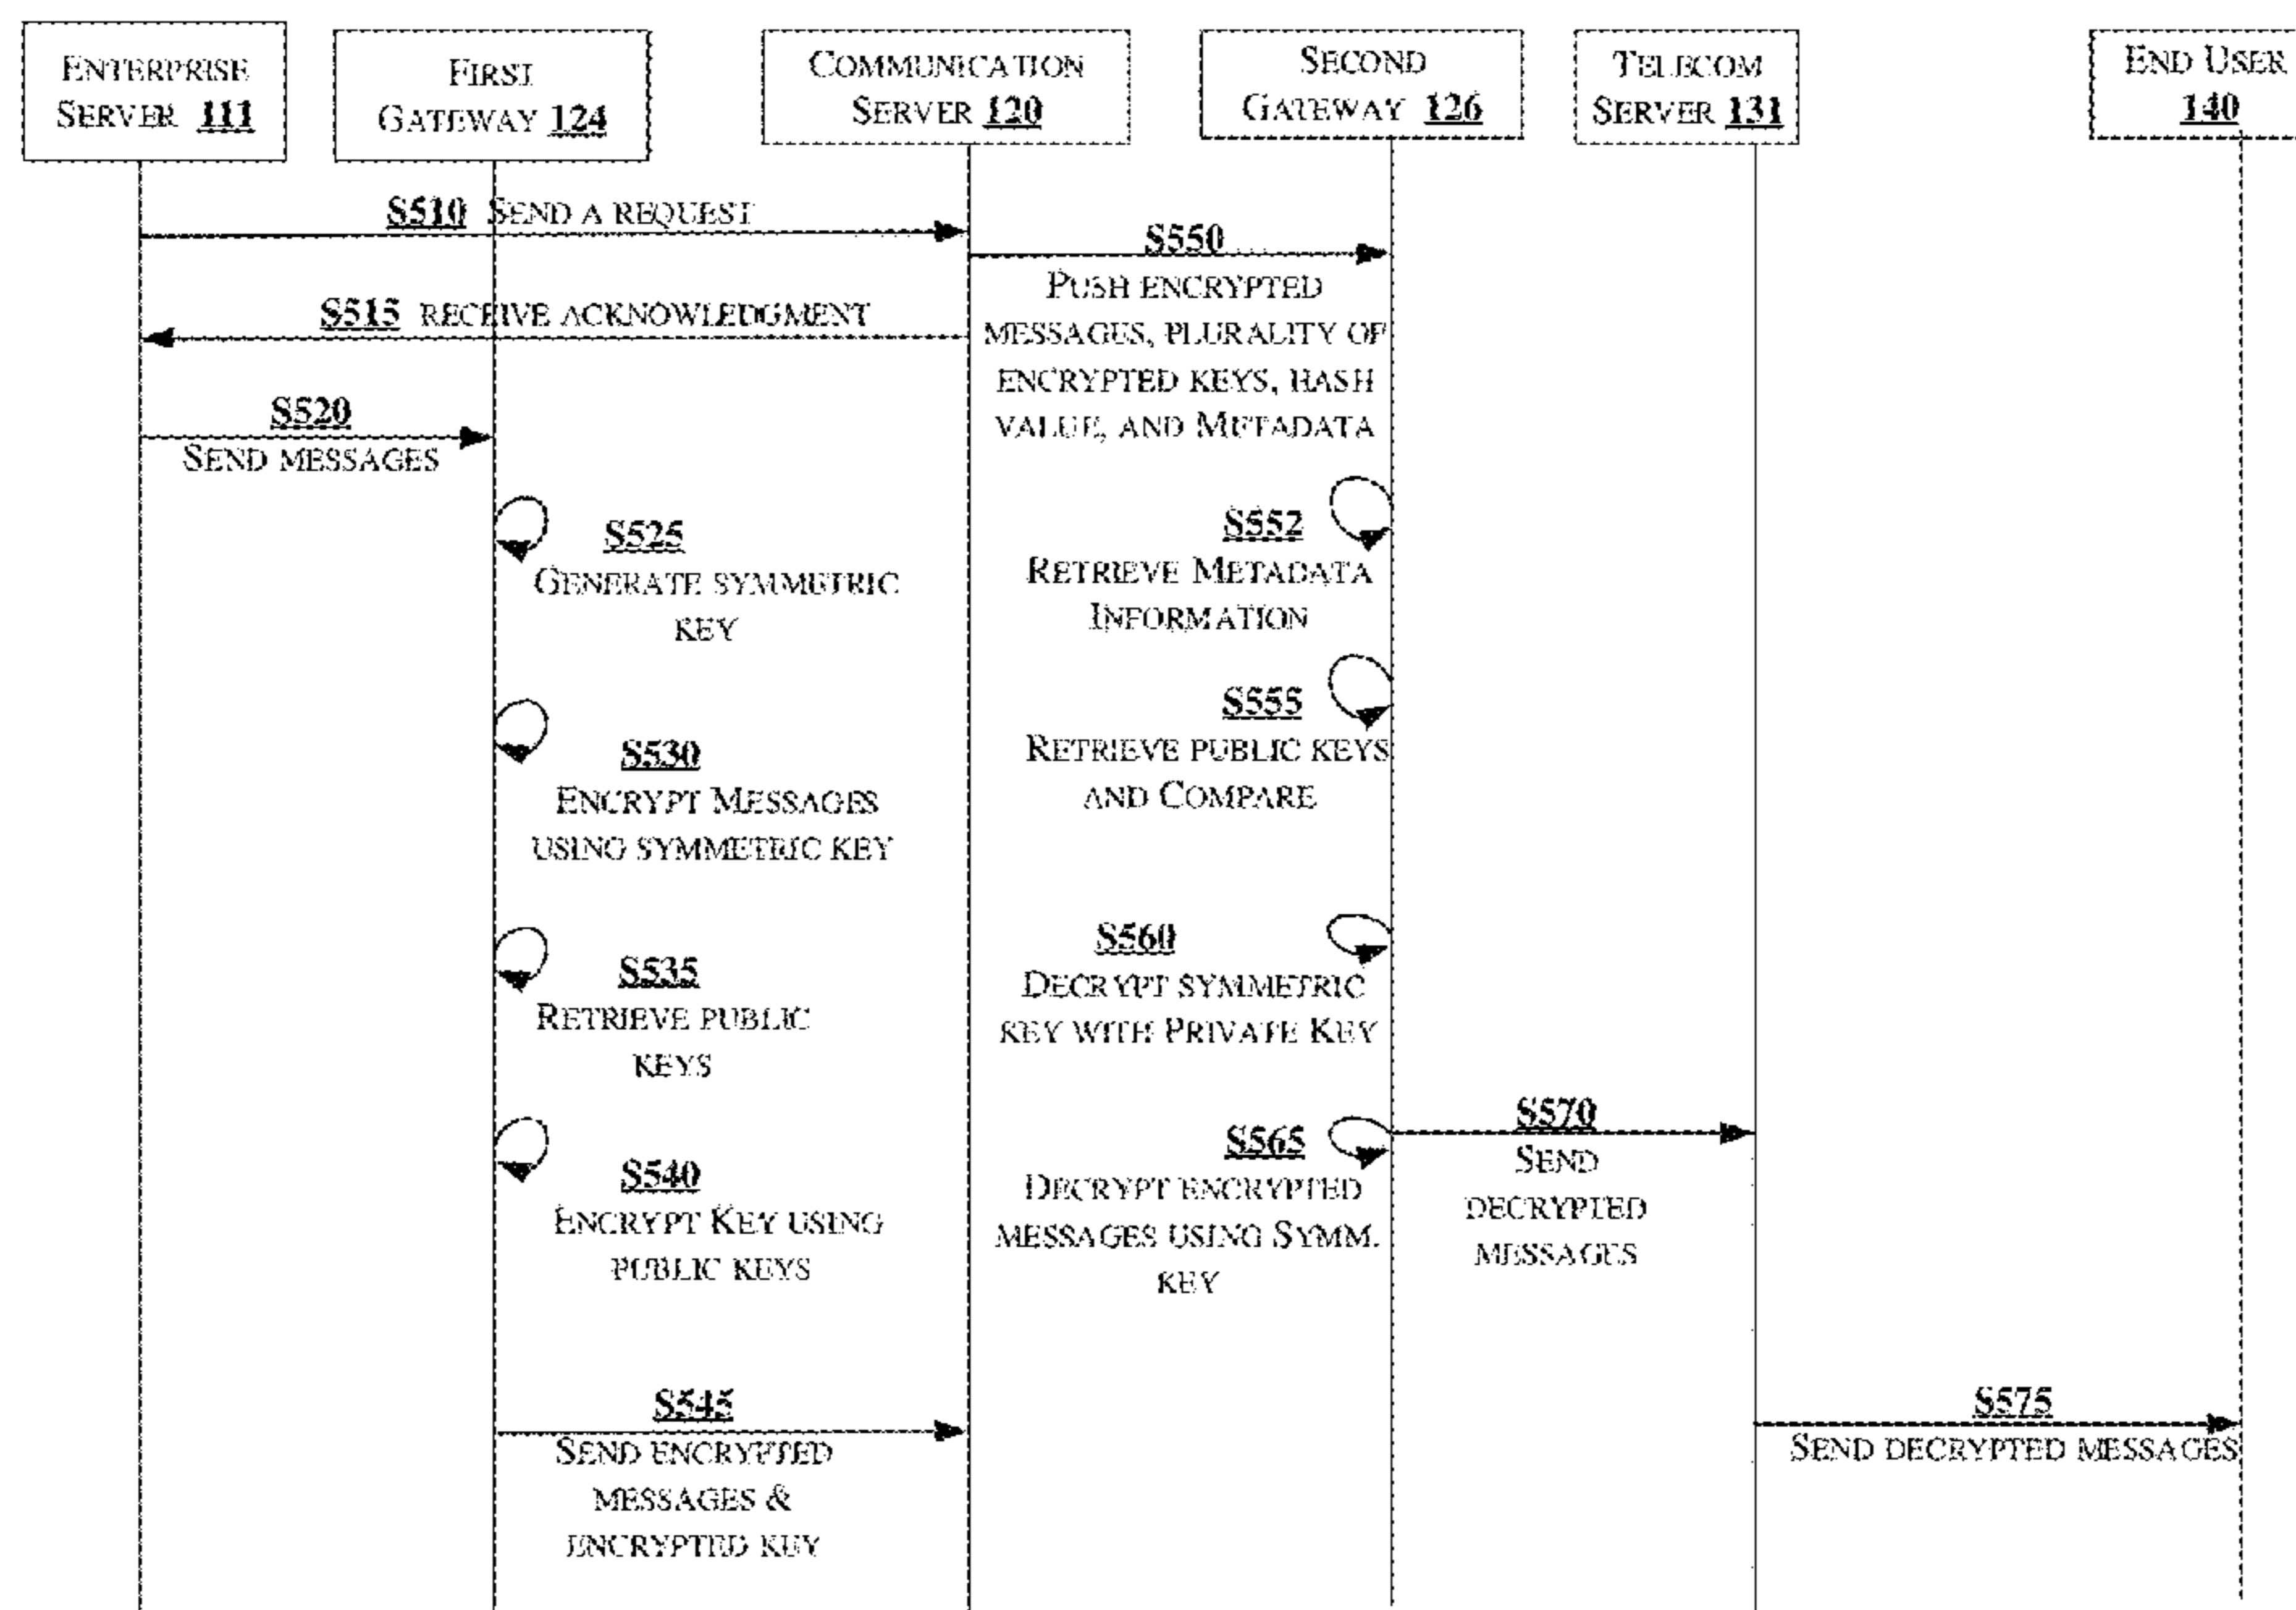 ENTERPRISE
SERVER 111
FIRST
GATEWAY 124
COMMUNICATION
SERVER 120
SECOND
GATEWAY 126
TELECOM
SERVER 131
END USER
140
S510 SEND A REQUEST
S515 RECEIVE ACKNOWLEDGMENT
S520
SEND MESSAGES
S525
GENERATE SYMMETRIC
KEY
S530
ENCRYPT MESSAGES
USING SYMMETRIC KEY
S535
RETRIEVE PUBLIC
KEYS
S540
ENCRYPT KEY USING
PUBLIC KEYS
S545
SEND ENCRYPTED
MESSAGES &
ENCRYPTED KEY
S550
PUSH ENCRYPTED
MESSAGES, PLURALITY OF
ENCRYPTED KEYS, HASH
VALUE, AND METADATA
S552
RETRIEVE METADATA
INFORMATION
S555
RETRIEVE PUBLIC KEYS
AND COMPARE
S560
DECRYPT SYMMETRIC
KEY WITH PRIVATE KEY
S565
DECRYPT ENCRYPTED
MESSAGES USING SYMM.
KEY
S570
SEND
DECRYPTED
MESSAGES
S575
SEND DECRYPTED MESSAGES